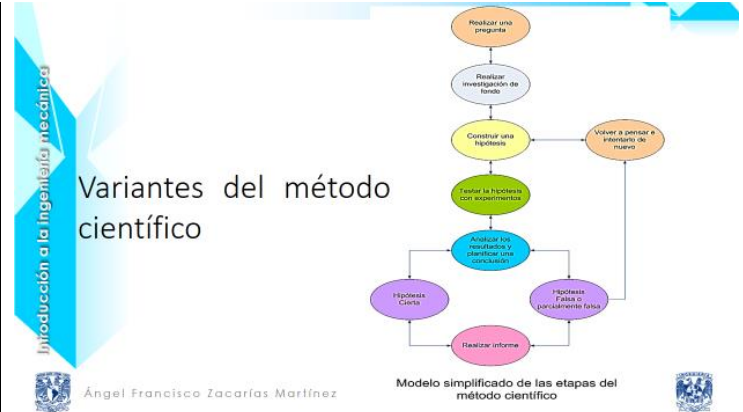 Introducción a la ingeniería mecánica
Variantes del método
científico
Realizar una
pregunta
Realizar
investigación de
fondo
Construir una
hipótesis
Volver a pensar e
intentarlo de
nuevo
Testar la hipótesis
con experimentos
Analizar los
resultados y
planificar una
conclusión
Hipótesis
Cierta
Hipótesis
Falsa o
parcialmente falsa
Realizar informe
Modelo simplificado de las etapas del
método científico
Ángel Francisco Zacarías Martínez